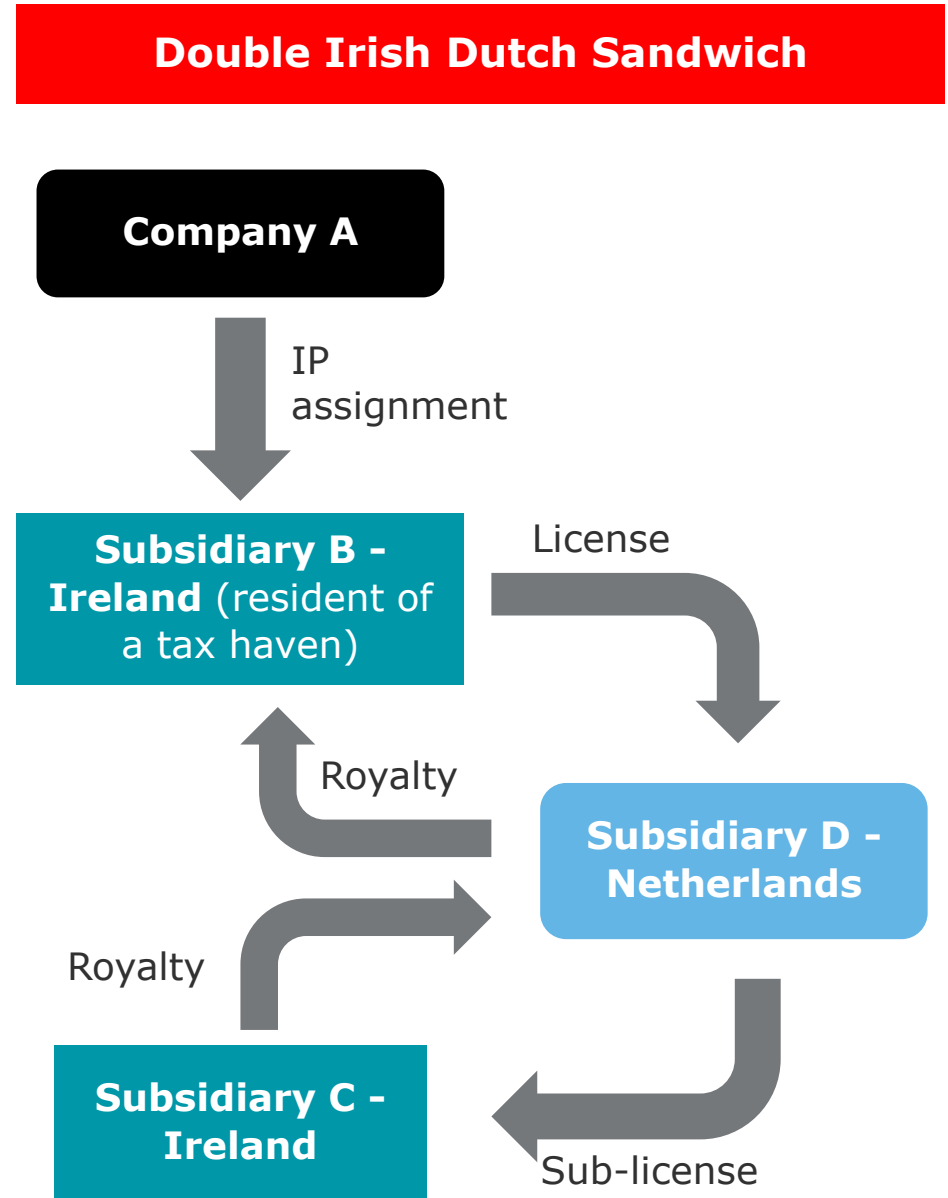 Double Irish Dutch Sandwich
Company A
IP
assignment
Subsidiary B -
Ireland (resident of
a tax haven)
License
Royalty
Subsidiary D -
Netherlands
Royalty
Subsidiary C -
Ireland
Sub-license